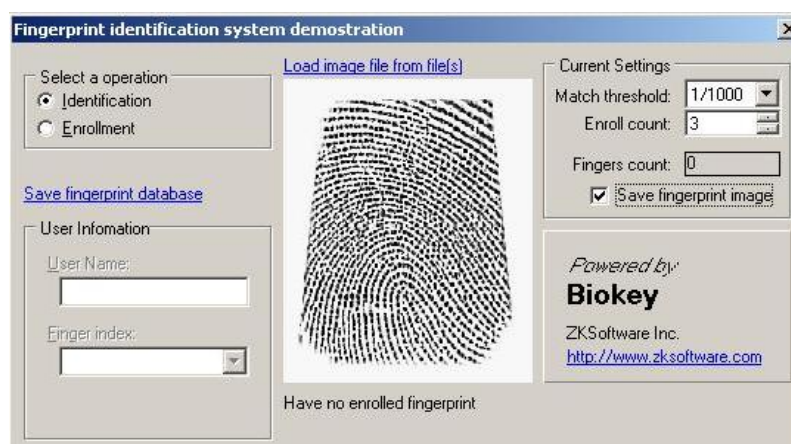 Fingerprint identification system demostration
Select a operation
Identification
Enrollment
Save fingerprint database
User Infomation
User Name:
Finger index:
Load image file from file(s)
Have no enrolled fingerprint
Current Settings
Match threshold: 1/1000
Enroll count: 3
Fingers count: 0
Save fingerprint image
Powered by
Biokey
ZKSoftware Inc.
http://www.zksoftware.com